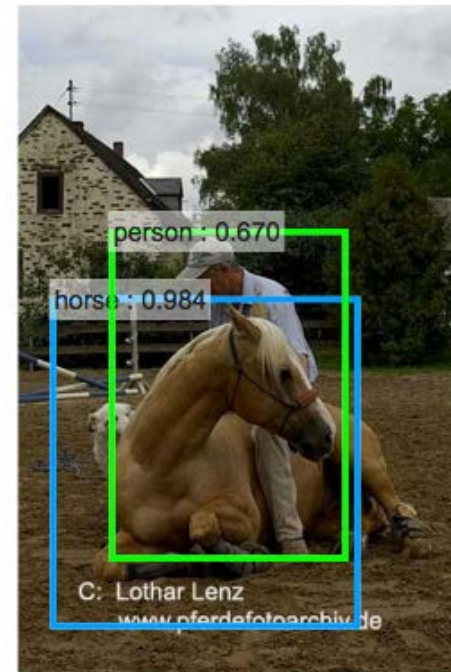 person : 0.670
horse : 0.984
C: Lothar Lenz
www.pferdefotoarchiv.de